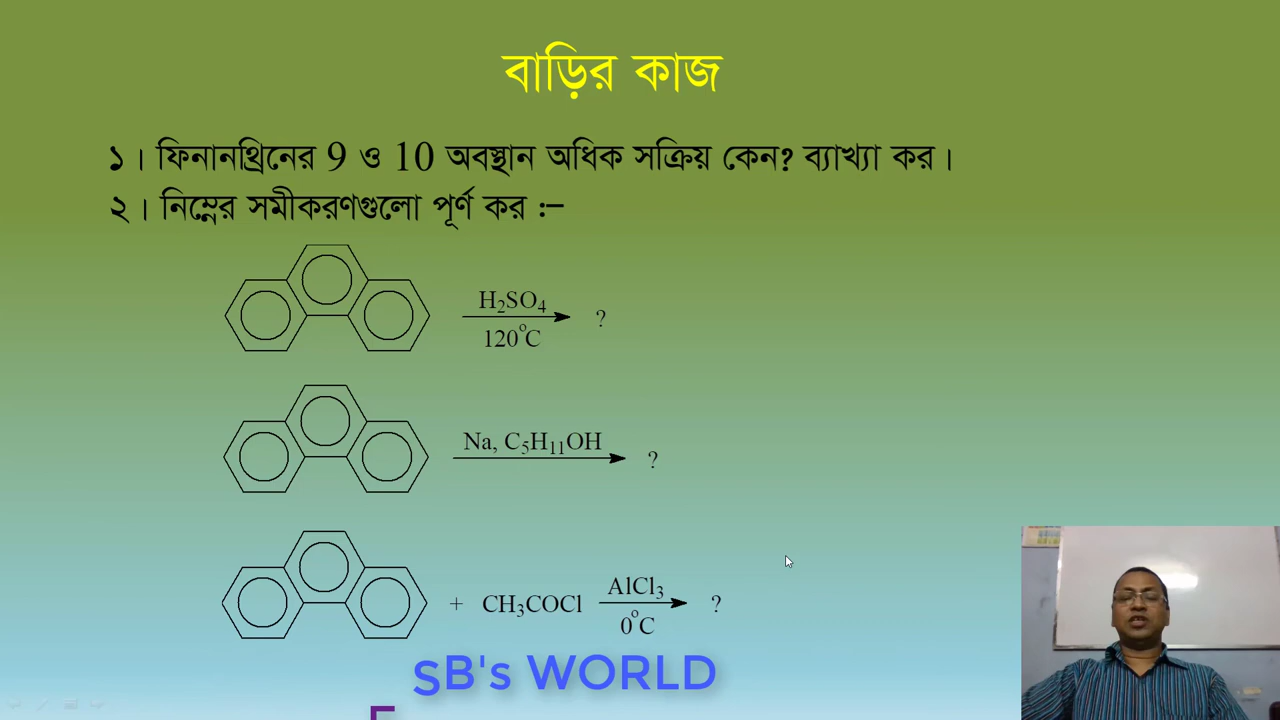 বাড়ির কাজ
১। ফিনানথ্রিনের 9 ও 10 অবস্থান অধিক সক্রিয় কেন? ব্যাখ্যা কর।
২। নিম্নের সমীকরণগুলো পূর্ণ কর ঃ–
H₂SO₄
120°C
?
Na, C₅H₁₁OH
?
+ CH₃COCl
AlCl₃
0°C
?
SB's WORLD